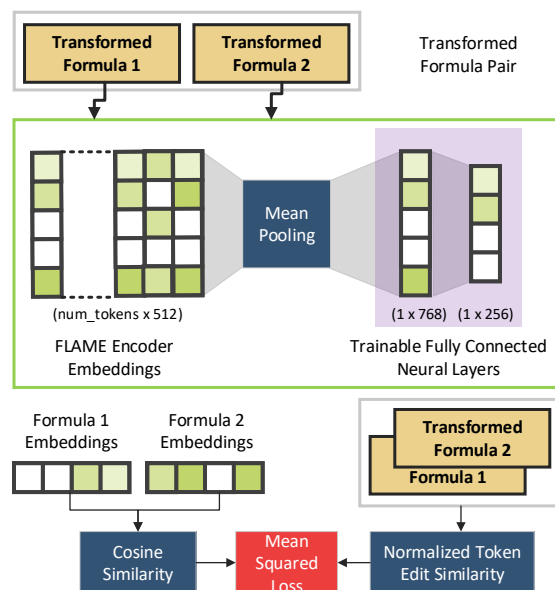 Transformed
Formula 1
Transformed
Formula 2
Transformed
Formula Pair
Mean
Pooling
(num_tokens x 512)
(1 x 768)
(1 x 256)
FLAME Encoder
Embeddings
Trainable Fully Connected
Neural Layers
Formula 1
Embeddings
Formula 2
Embeddings
Transformed
Formula 2
Formula 1
Cosine
Similarity
Mean
Squared
Loss
Normalized Token
Edit Similarity